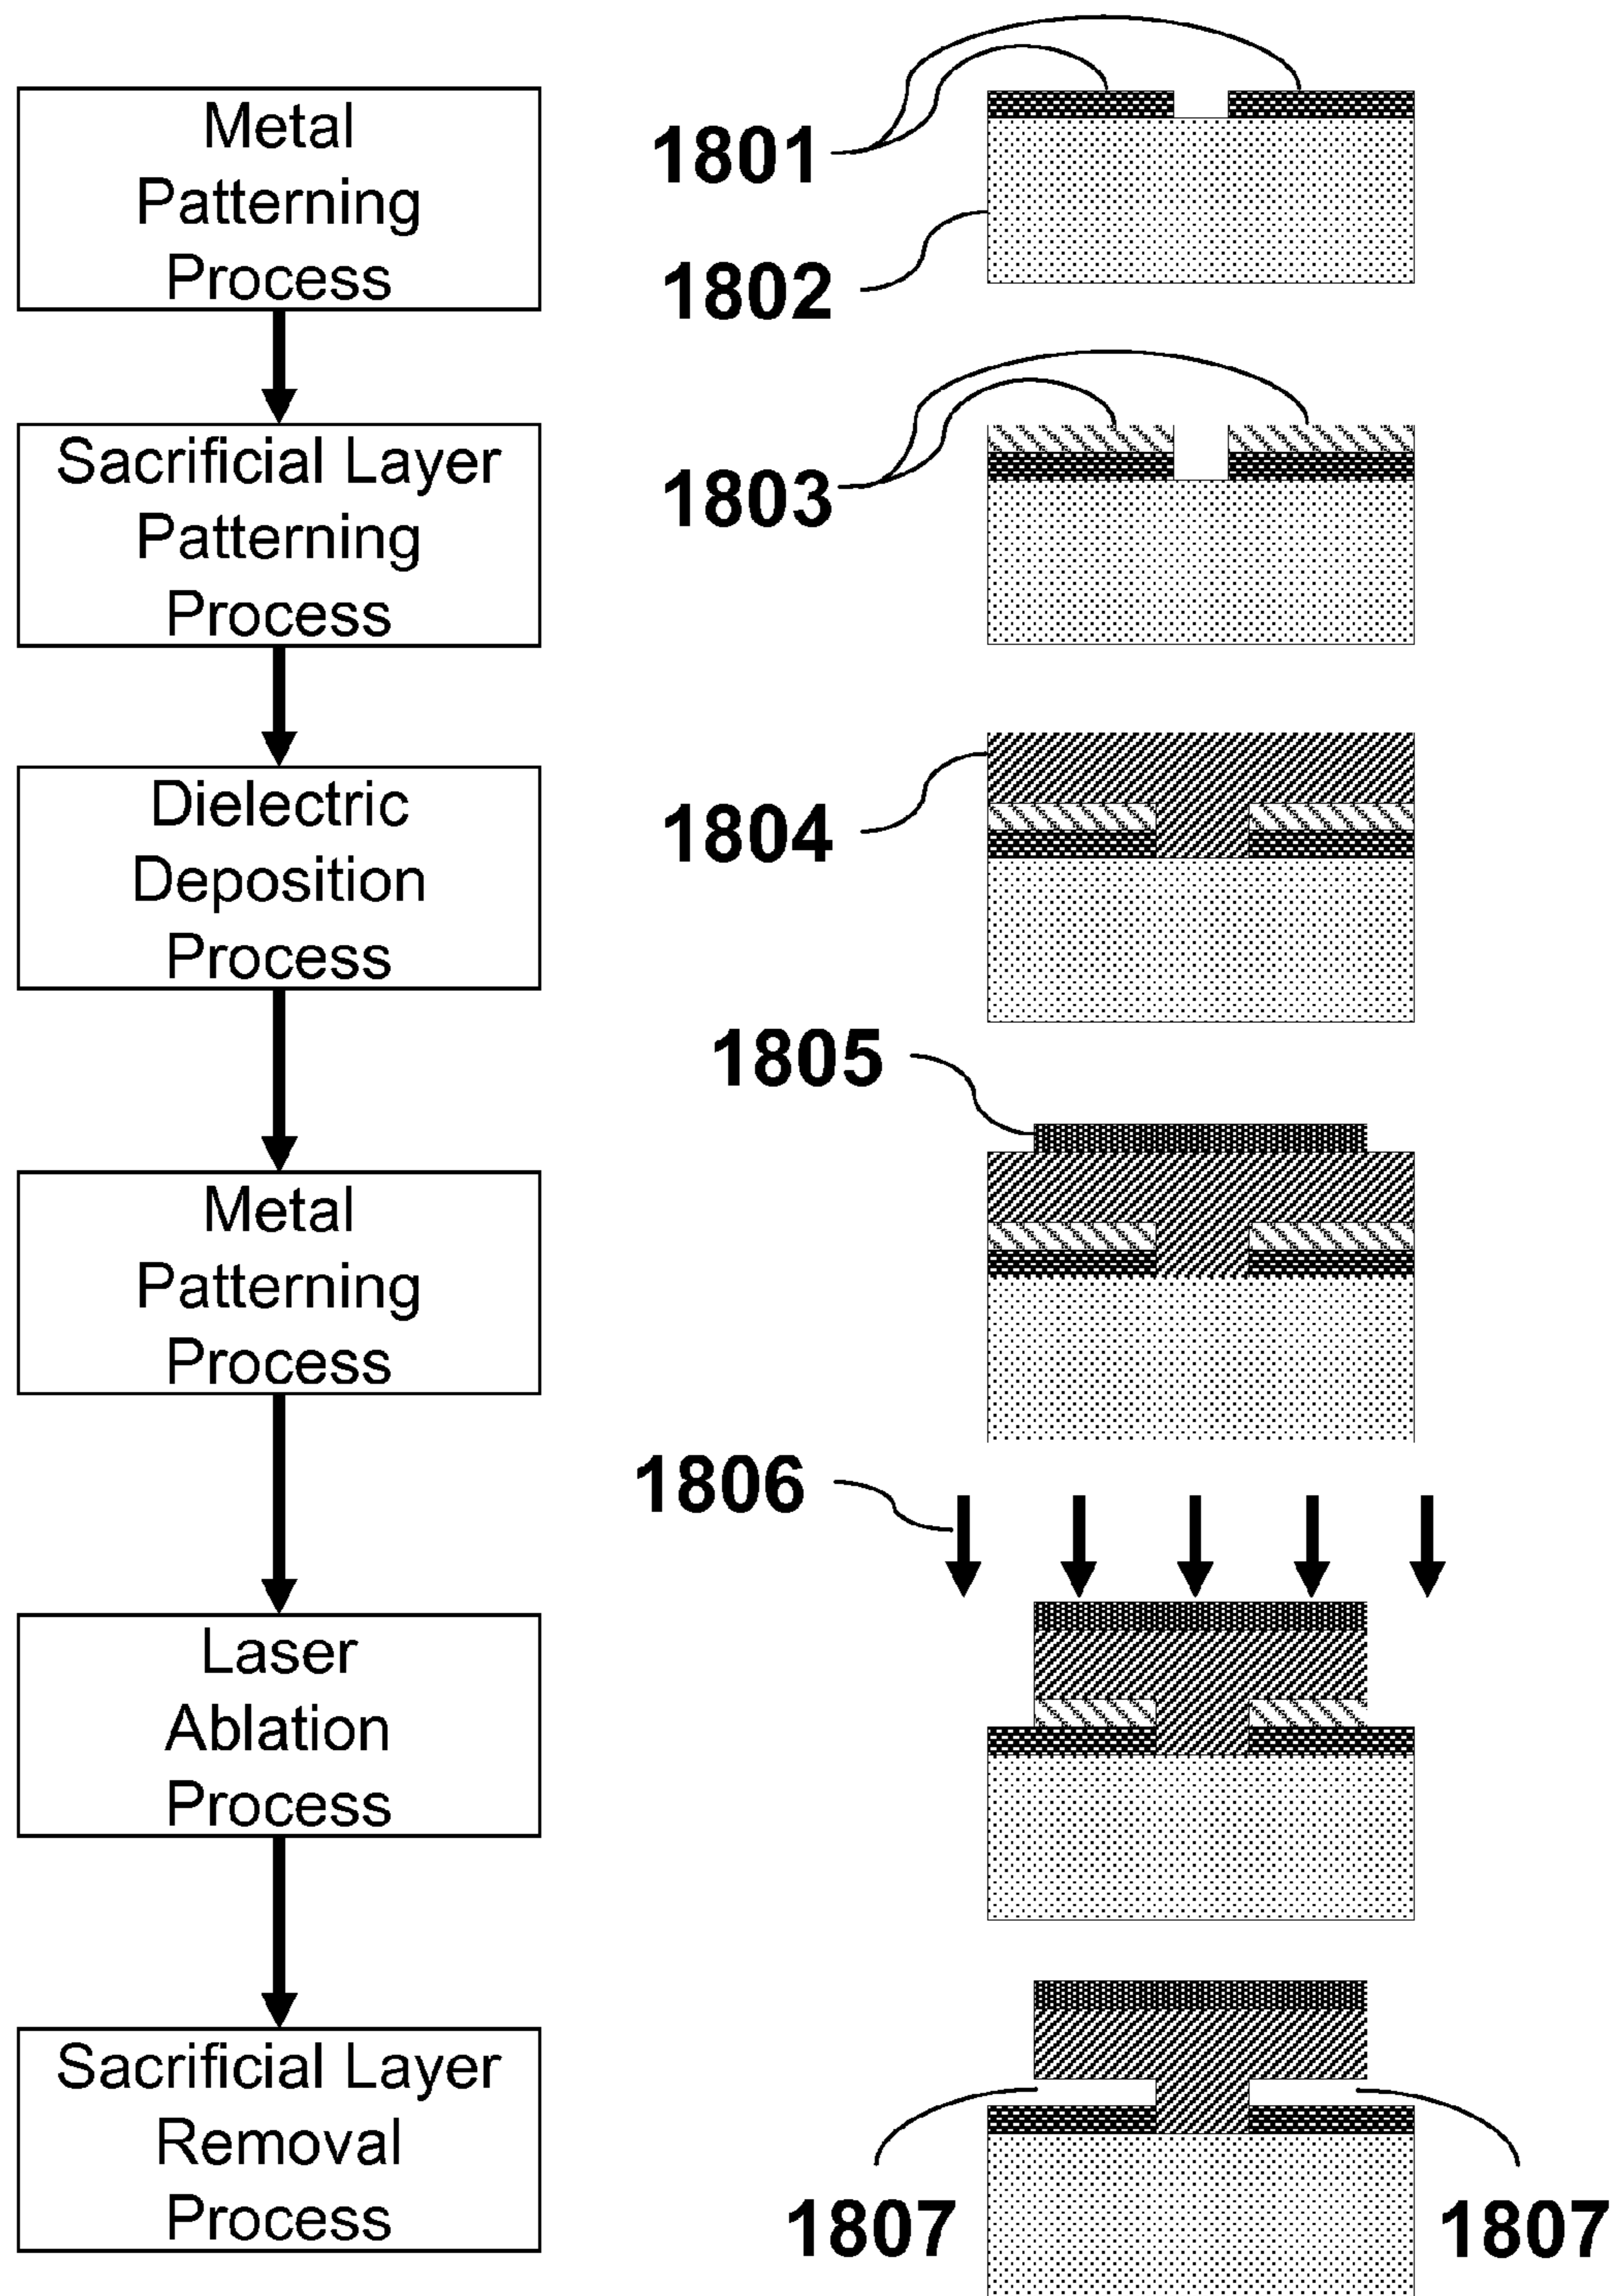 Metal
Patterning
Process
1801
1802
Sacrificial Layer
Patterning
Process
1803
Dielectric
Deposition
Process
1804
1805
Metal
Patterning
Process
1806
Laser
Ablation
Process
Sacrificial Layer
Removal
Process
1807
1807